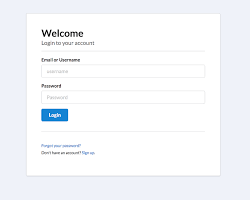 Welcome
Login to your account
Email or Username
username
Password
Password
Login
Forgot your password?
Don't have an account? Sign up.